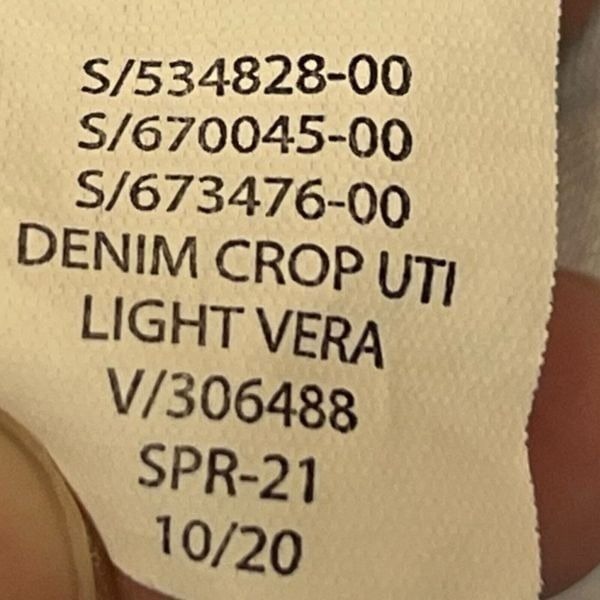 S/534828-00
S/670045-00
S/673476-00
DENIM CROP UTI
LIGHT VERA
V/306488
SPR-21
10/20